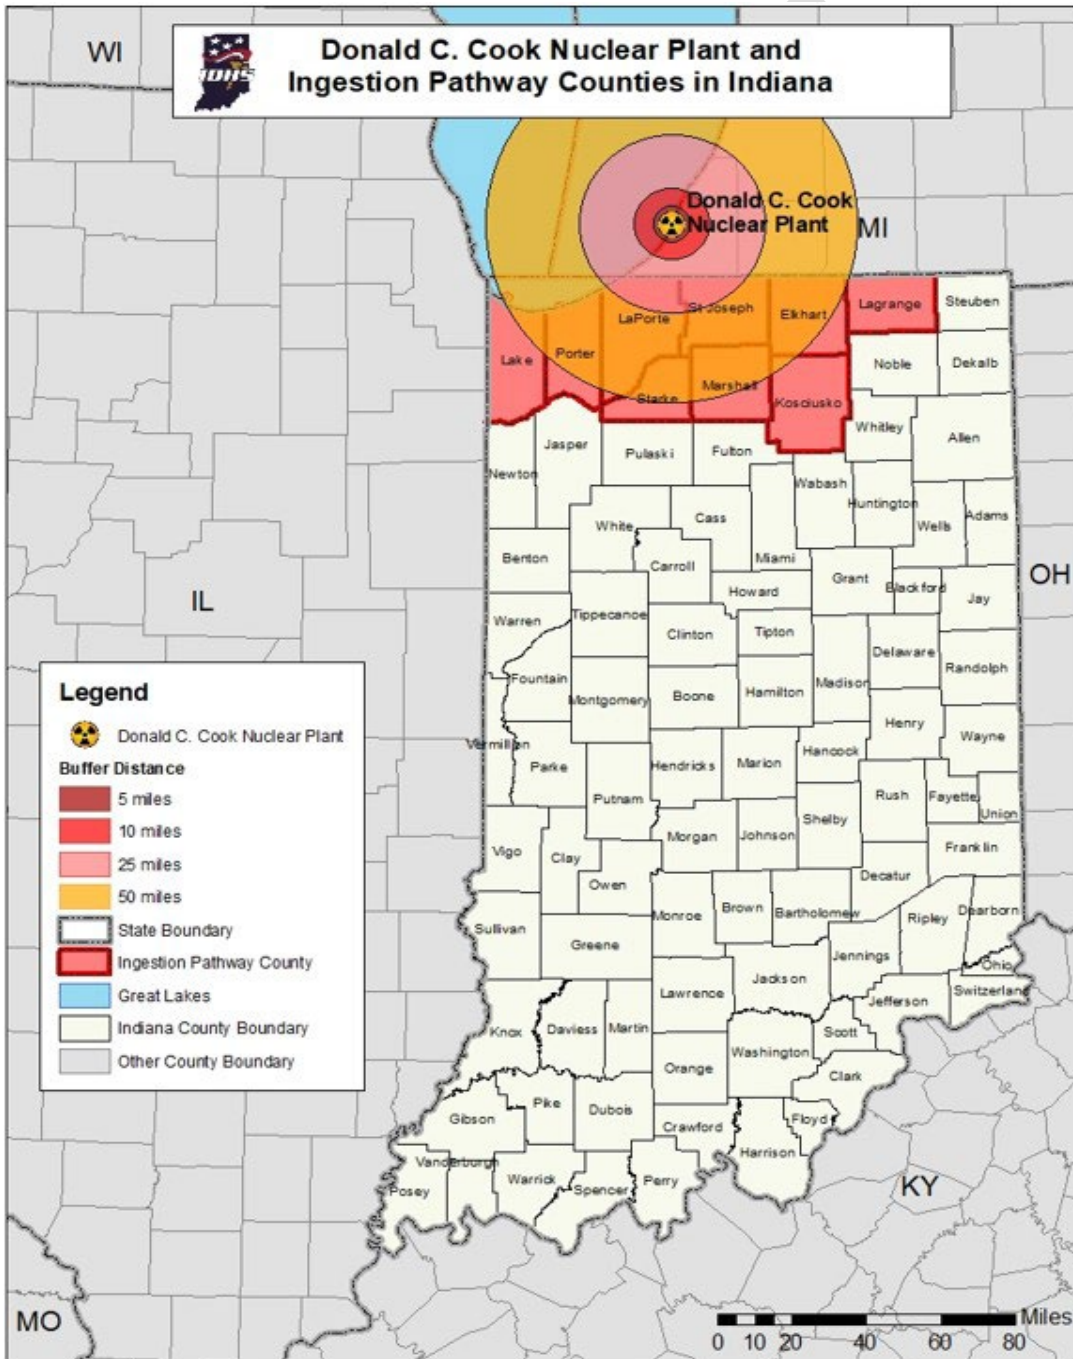 WI
IDHS
Donald C. Cook Nuclear Plant and
Ingestion Pathway Counties in Indiana
Donald C. Cook
Nuclear Plant
MI
Lagrange
Steuben
LaPorte
St Joseph
Elkhart
Lake
Porter
Noble
Dekalb
Starke
Marshall
Kosciusko
Whitley
Allen
Jasper
Pulaski
Fulton
Newton
Wabash
Huntington
Wells
Adams
White
Cass
Miami
Benton
Carroll
Grant
Blackford
Jay
OH
IL
Howard
Warren
Tippecanoe
Clinton
Tipton
Delaware
Randolph
Fountain
Montgomery
Boone
Hamilton
Madison
Henry
Wayne
Vermillion
Parke
Hendricks
Marion
Hancock
Putnam
Rush
Fayette
Union
Morgan
Johnson
Shelby
Franklin
Vigo
Clay
Owen
Decatur
Monroe
Brown
Bartholomew
Ripley
Dearborn
Sullivan
Greene
Jennings
Ohio
Jackson
Lawrence
Jefferson
Switzerland
Knox
Daviess
Martin
Scott
Washington
Orange
Clark
Gibson
Pike
Dubois
Crawford
Floyd
Harrison
Vanderburgh
Posey
Warrick
Spencer
Perry
KY
MO
Legend
Donald C. Cook Nuclear Plant
Buffer Distance
5 miles
10 miles
25 miles
50 miles
State Boundary
Ingestion Pathway County
Great Lakes
Indiana County Boundary
Other County Boundary
Miles
0 10 20 40 60 80